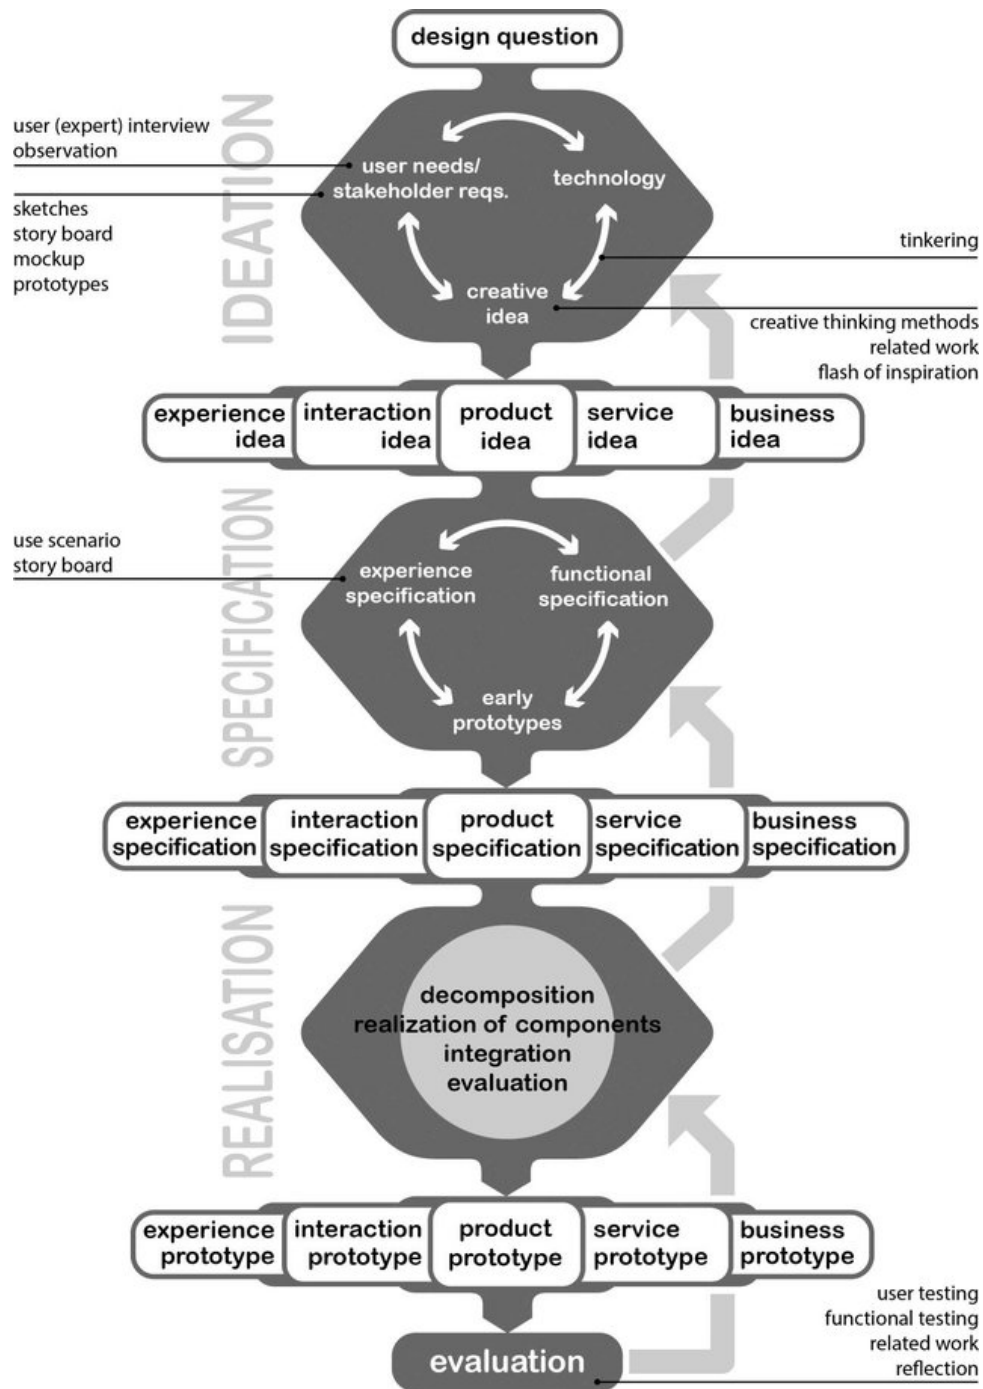 design question
IDEATION
user (expert) interview
observation
sketches
story board
mockup
prototypes
user needs/
stakeholder reqs.
technology
creative
idea
tinkering
creative thinking methods
related work
flash of inspiration
experience
idea
interaction
idea
product
idea
service
idea
business
idea
SPECIFICATION
use scenario
story board
experience
specification
functional
specification
early
prototypes
experience
specification
interaction
specification
product
specification
service
specification
business
specification
REALISATION
decomposition
realization of components
integration
evaluation
experience
prototype
interaction
prototype
product
prototype
service
prototype
business
prototype
evaluation
user testing
functional testing
related work
reflection